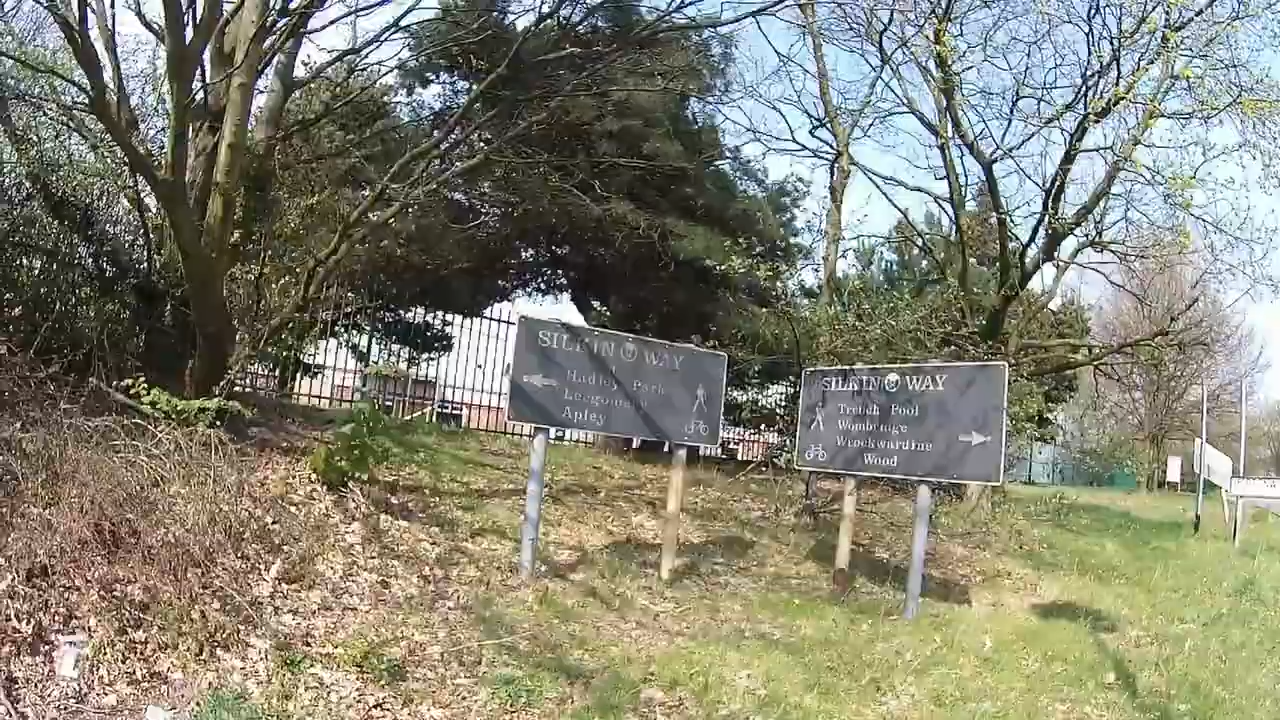 SILKIN WAY
Hadley Park
Leegomery
Apley
SILKIN WAY
Trench Pool
Wombridge
Wrockwardine
Wood